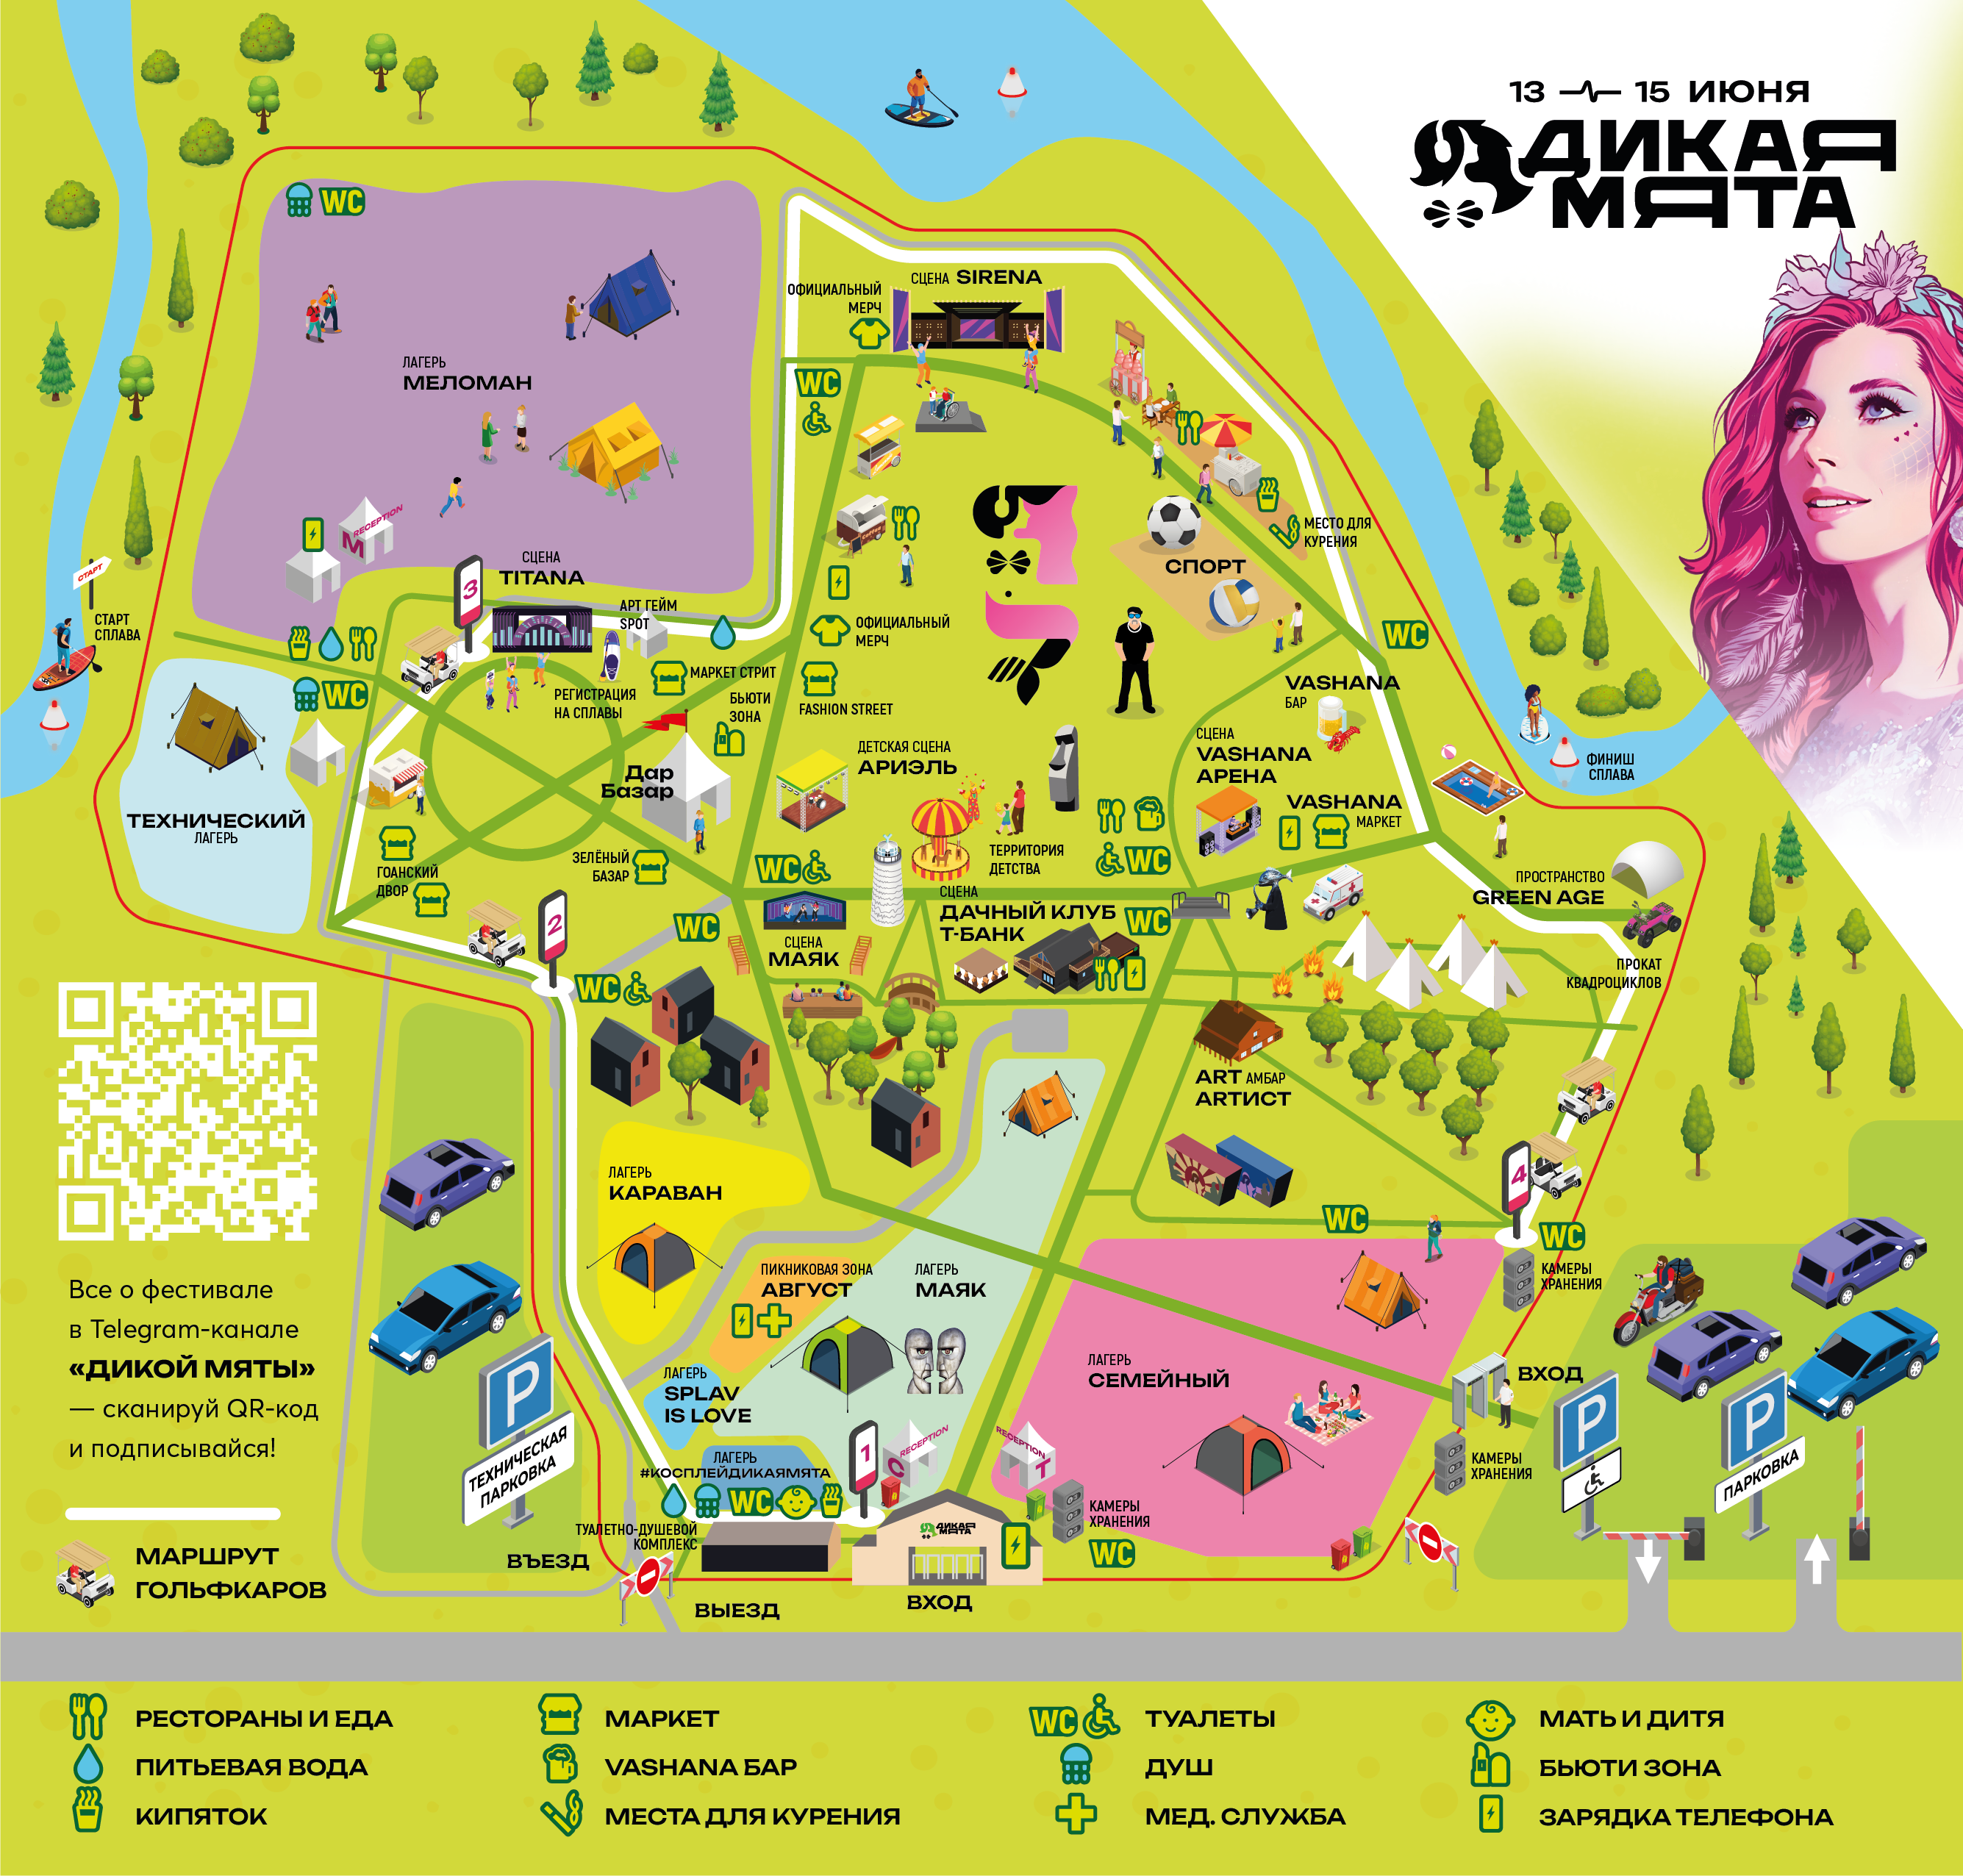 13 15 ИЮНЯ
ДИКАЯ
МЯТА
WC
ЛАГЕРЬ
МЕЛОМАН
RECEPTION
М
ОФИЦИАЛЬНЫЙ
МЕРЧ
СЦЕНА SIRENA
WC
МЕСТО ДЛЯ
КУРЕНИЯ
СПОРТ
WC
СТАРТ
СТАРТ
СПЛАВА
3
СЦЕНА
TITANA
АРТ ГЕЙМ
SPOT
РЕГИСТРАЦИЯ
НА СПЛАВЫ
МАРКЕТ СТРИТ
БЬЮТИ
ЗОНА
ОФИЦИАЛЬНЫЙ
МЕРЧ
FASHION STREET
WC
VASHANA
БАР
СЦЕНА
VASHANA
АРЕНА
VASHANA
МАРКЕТ
ФИНИШ
СПЛАВА
ДЕТСКАЯ СЦЕНА
АРИЭЛЬ
Дар
Базар
ТЕХНИЧЕСКИЙ
ЛАГЕРЬ
ГОАНСКИЙ
ДВОР
ЗЕЛЁНЫЙ
БАЗАР
WC
ТЕРРИТОРИЯ
ДЕТСТВА
WC
ПРОСТРАНСТВО
GREEN AGE
2
WC
СЦЕНА
МАЯК
СЦЕНА
ДАЧНЫЙ КЛУБ
Т-БАНК
WC
ПРОКАТ
КВАДРОЦИКЛОВ
WC
ART АМБАР
ARTИСТ
4
WC
WC
КАМЕРЫ
ХРАНЕНИЯ
ЛАГЕРЬ
КАРАВАН
ПИКНИКОВАЯ ЗОНА
АВГУСТ
ЛАГЕРЬ
МАЯК
ЛАГЕРЬ
SPLAV
IS LOVE
ЛАГЕРЬ
СЕМЕЙНЫЙ
ВХОД
КАМЕРЫ
ХРАНЕНИЯ
P
ТЕХНИЧЕСКАЯ
ПАРКОВКА
P
P
ПАРКОВКА
ЛАГЕРЬ
#КОСПЛЕЙДИКАЯМЯТА
WC
1
RECEPTION
С
RECEPTION
Т
КАМЕРЫ
ХРАНЕНИЯ
WC
ТУАЛЕТНО-ДУШЕВОЙ
КОМПЛЕКС
ДИКАЯ
МЯТА
ВЪЕЗД
ВЫЕЗД
ВХОД
Все о фестивале
в Telegram-канале
«ДИКОЙ МЯТЫ»
— сканируй QR-код
и подписывайся!
МАРШРУТ
ГОЛЬФКАРОВ
РЕСТОРАНЫ И ЕДА
ПИТЬЕВАЯ ВОДА
КИПЯТОК
МАРКЕТ
VASHANA БАР
МЕСТА ДЛЯ КУРЕНИЯ
WC ТУАЛЕТЫ
ДУШ
МЕД. СЛУЖБА
МАТЬ И ДИТЯ
БЬЮТИ ЗОНА
ЗАРЯДКА ТЕЛЕФОНА